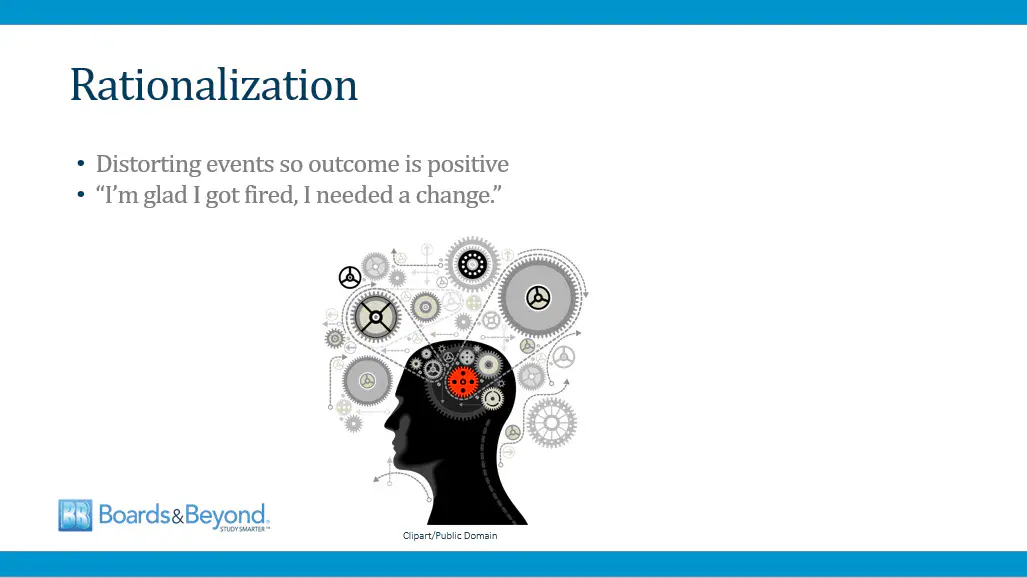 Rationalization
• Distorting events so outcome is positive
• “I’m glad I got fired, I needed a change.”
BB Boards&Beyond®
STUDY SMARTER™
Clipart/Public Domain